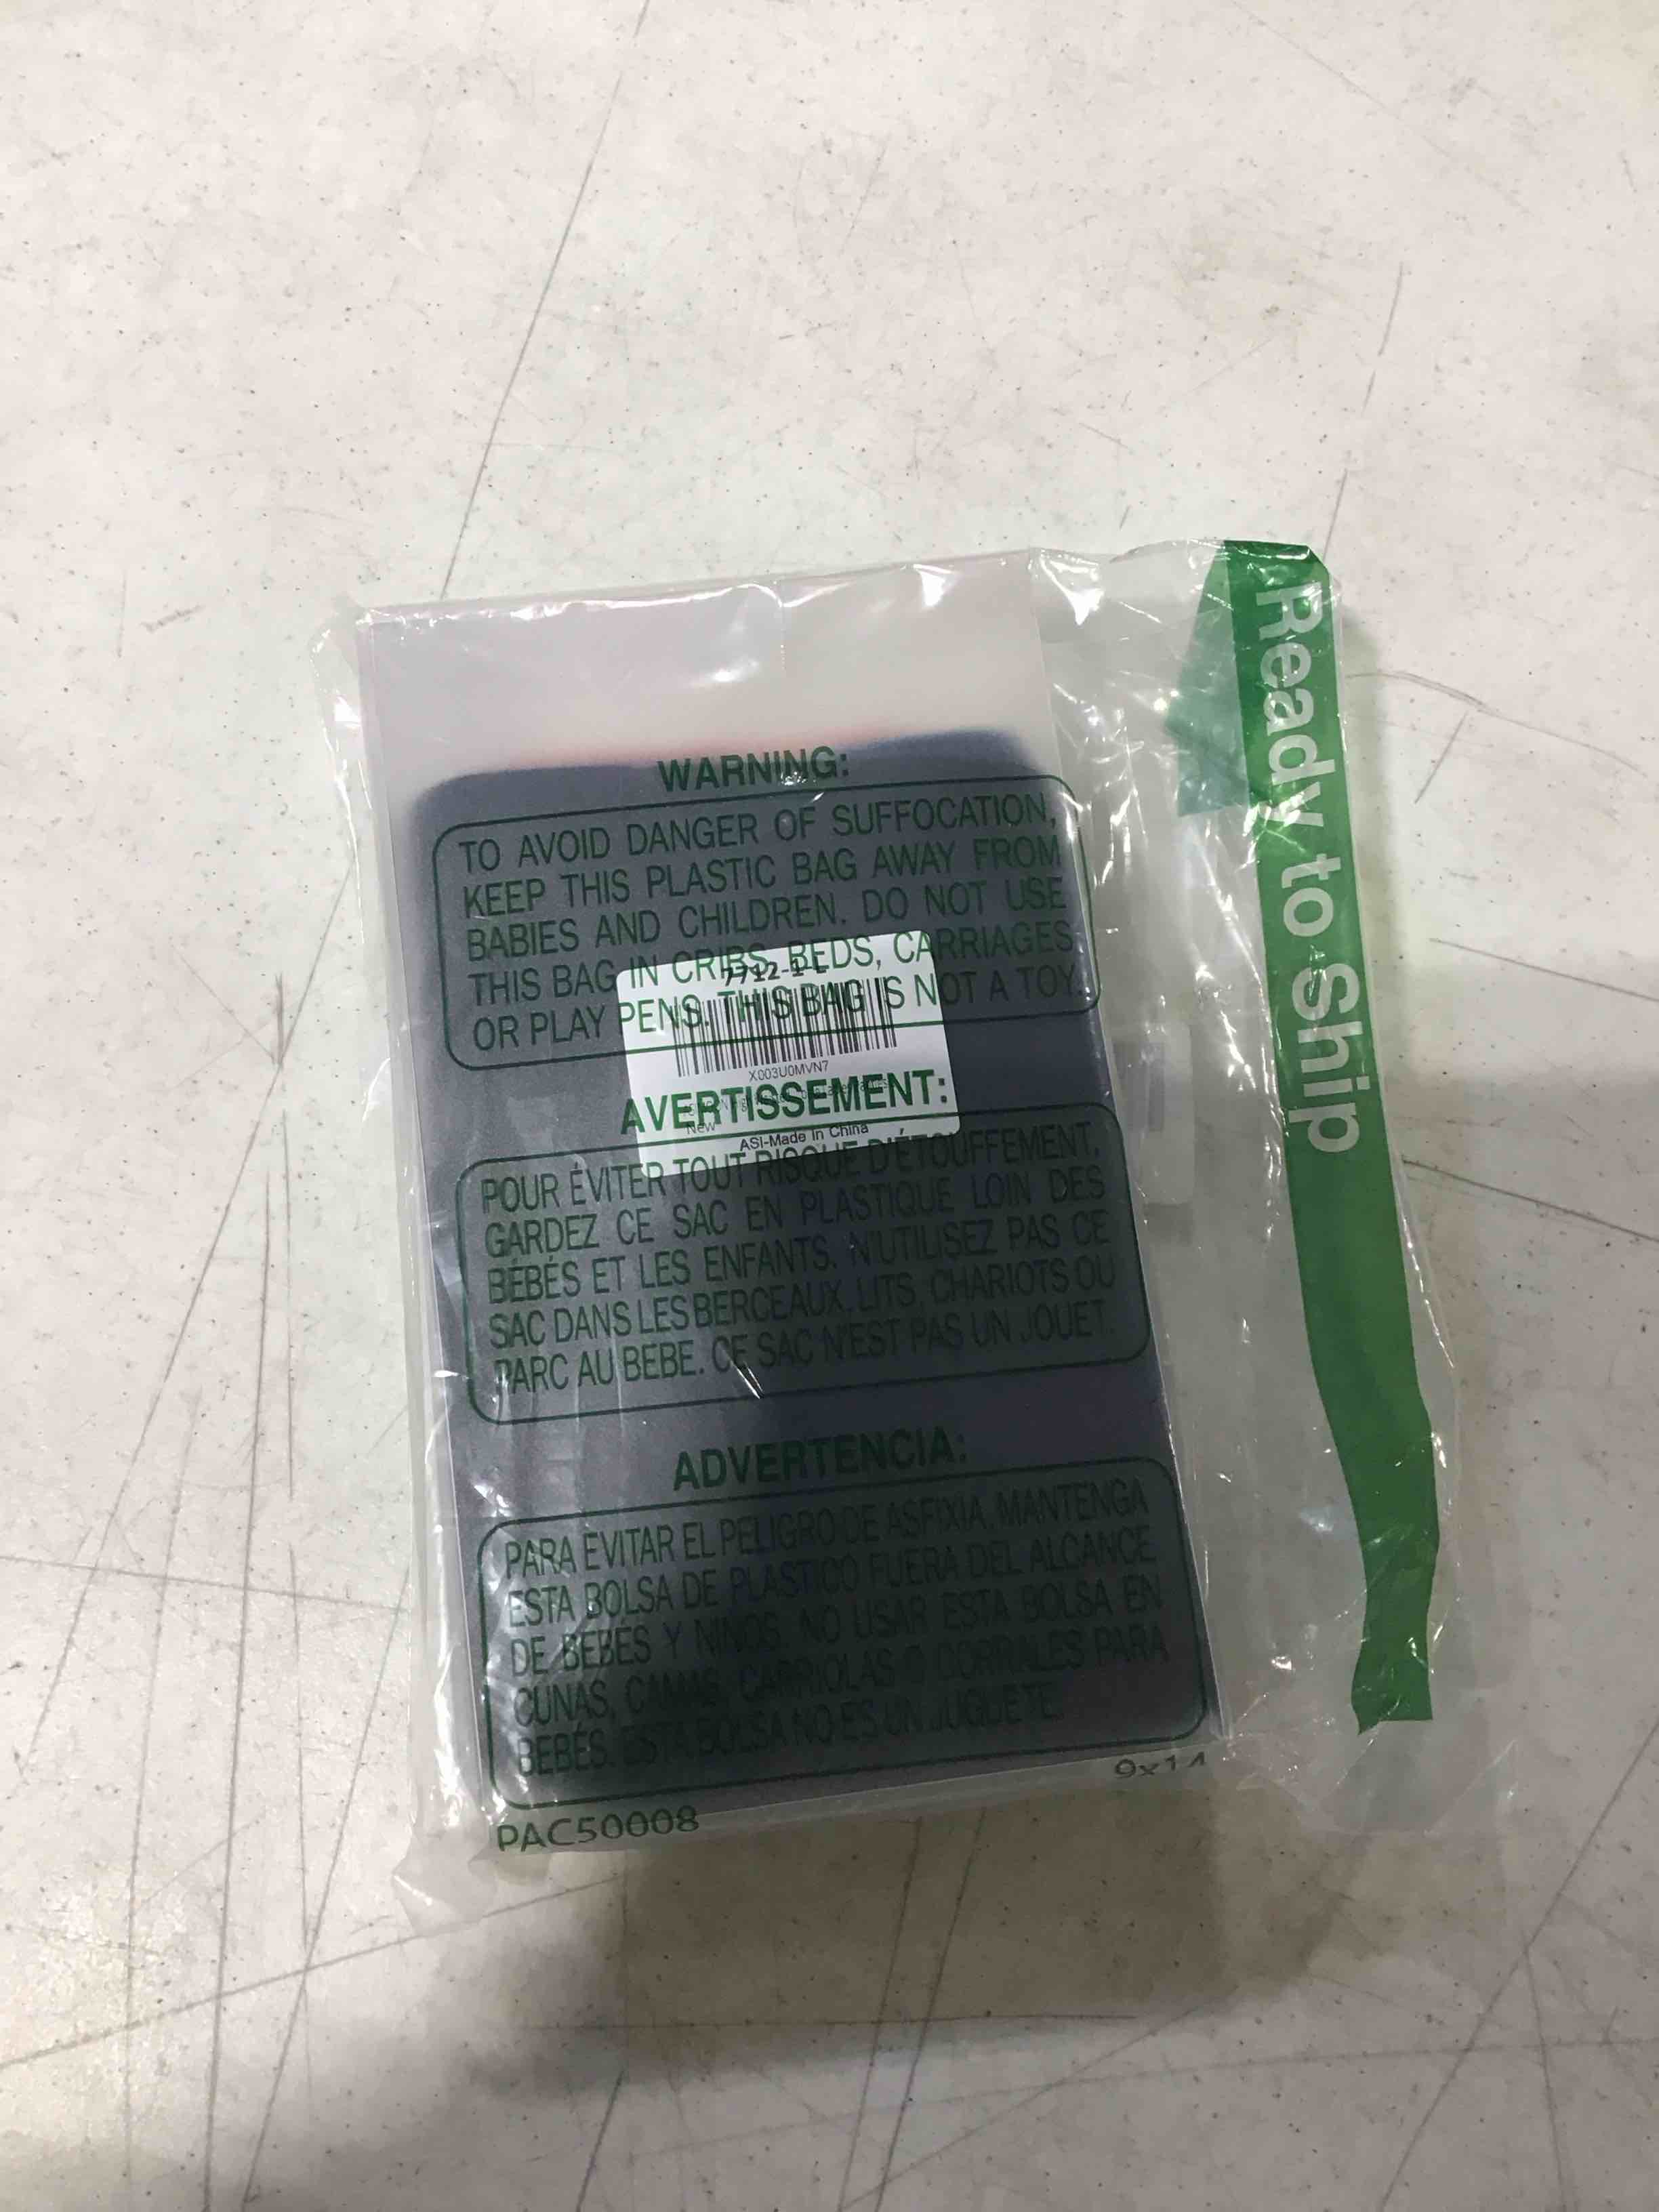 WARNING:
TO AVOID DANGER OF SUFFOCATION,
KEEP THIS PLASTIC BAG AWAY FROM
BABIES AND CHILDREN. DO NOT USE
THIS BAG IN CRIBS, BEDS, CARRIAGES
OR PLAY PENS. THIS BAG IS NOT A TOY.
7712-1-L
X003U0MVN7
New
ASI-Made in China
AVERTISSEMENT:
POUR ÉVITER TOUT RISQUE D'ÉTOUFFEMENT,
GARDEZ CE SAC EN PLASTIQUE LOIN DES
BÉBÉS ET LES ENFANTS. N'UTILISEZ PAS CE
SAC DANS LES BERCEAUX, LITS, CHARIOTS OU
PARC AU BEBE. CE SAC N'EST PAS UN JOUET.
ADVERTENCIA:
PARA EVITAR EL PELIGRO DE ASFIXIA, MANTENGA
ESTA BOLSA DE PLASTICO FUERA DEL ALCANCE
DE BEBÉS Y NINOS. NO USAR ESTA BOLSA EN
CUNAS, CAMAS, CARRIOLAS O CORRALES PARA
BEBÉS. ESTA BOLSA NO ES UN JUGUETE.
PAC50008
9x14
Ready to Ship